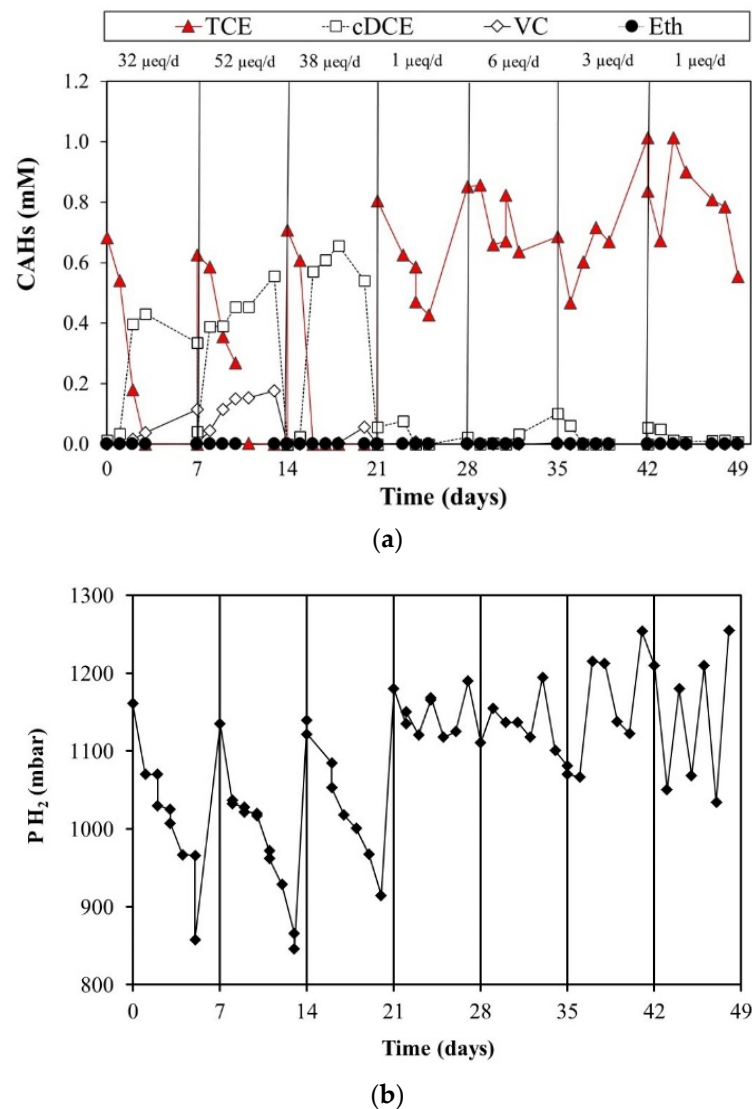 TCE cDCE VC Eth
32 µeq/d 52 µeq/d 38 µeq/d 1 µeq/d 6 µeq/d 3 µeq/d 1 µeq/d
1.2
1.0
0.8
0.6
0.4
0.2
0.0
CAHs (mM)
0 7 14 21 28 35 42 49
Time (days)
(a)
1300
1200
1100
1000
900
800
P H₂ (mbar)
0 7 14 21 28 35 42 49
Time (days)
(b)